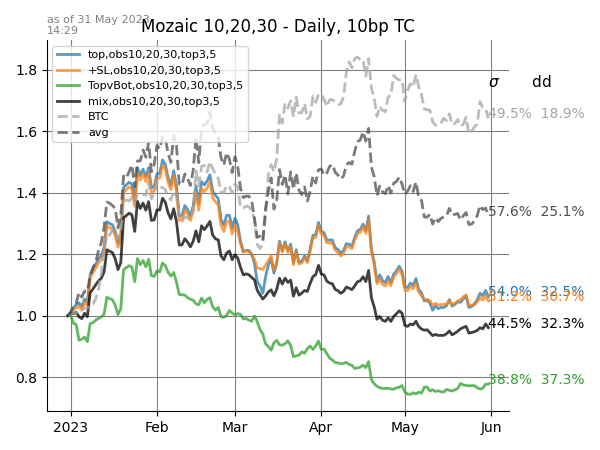 as of 31 May 2023
14:29
Mozaic 10,20,30 - Daily, 10bp TC
top,obs10,20,30,top3,5
+SL,obs10,20,30,top3,5
TopvBot,obs10,20,30,top3,5
mix,obs10,20,30,top3,5
BTC
avg
σ dd
49.5% 18.9%
57.6% 25.1%
54.0% 32.5%
51.2% 30.7%
44.5% 32.3%
38.8% 37.3%
1.8
1.6
1.4
1.2
1.0
0.8
2023 Feb Mar Apr May Jun